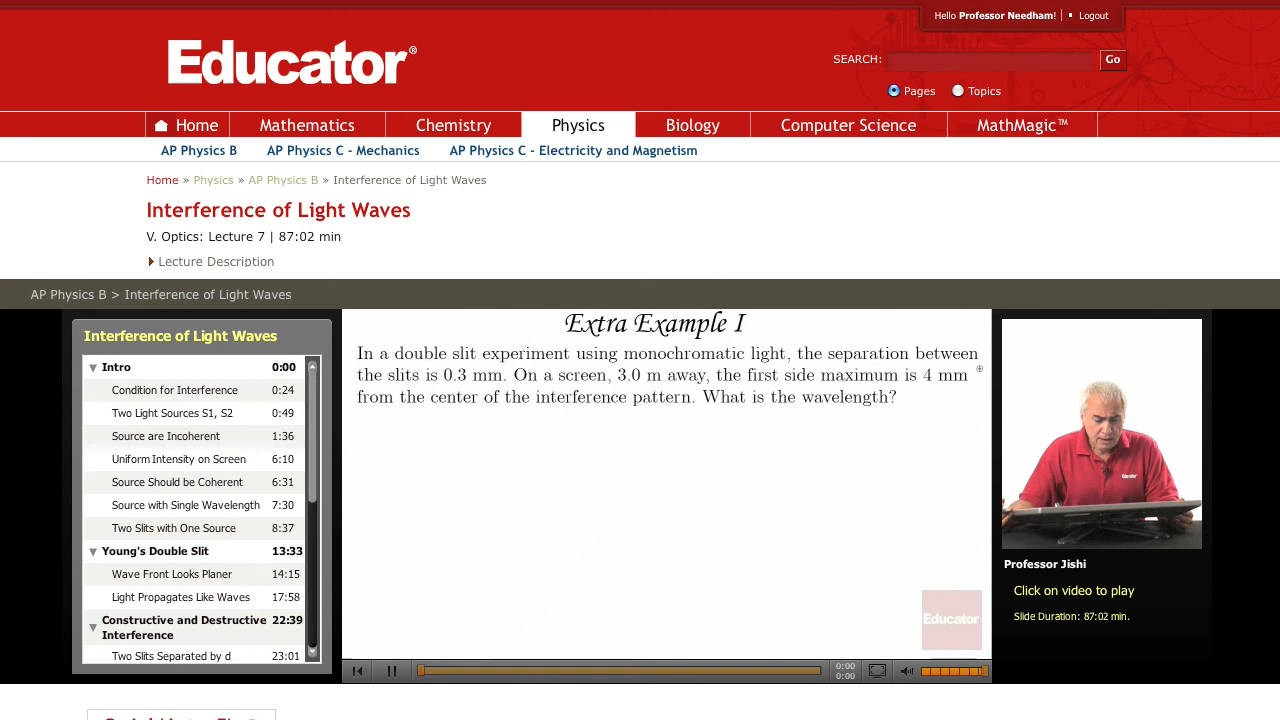 Hello Professor Needham! Logout
Educator®
SEARCH: Go
Pages Topics
Home Mathematics Chemistry Physics Biology Computer Science MathMagic™
AP Physics B AP Physics C - Mechanics AP Physics C - Electricity and Magnetism
Home » Physics » AP Physics B » Interference of Light Waves
Interference of Light Waves
V. Optics: Lecture 7 | 87:02 min
Lecture Description
AP Physics B > Interference of Light Waves
Interference of Light Waves
Intro 0:00
Condition for Interference 0:24
Two Light Sources S1, S2 0:49
Source are Incoherent 1:36
Uniform Intensity on Screen 6:10
Source Should be Coherent 6:31
Source with Single Wavelength 7:30
Two Slits with One Source 8:37
Young's Double Slit 13:33
Wave Front Looks Planer 14:15
Light Propagates Like Waves 17:58
Constructive and Destructive 22:39
Interference
Two Slits Separated by d 23:01
Extra Example I
In a double slit experiment using monochromatic light, the separation between
the slits is 0.3 mm. On a screen, 3.0 m away, the first side maximum is 4 mm
from the center of the interference pattern. What is the wavelength?
Educator
0:00
0:00
Educator
Professor Jishi
Click on video to play
Slide Duration: 87:02 min.